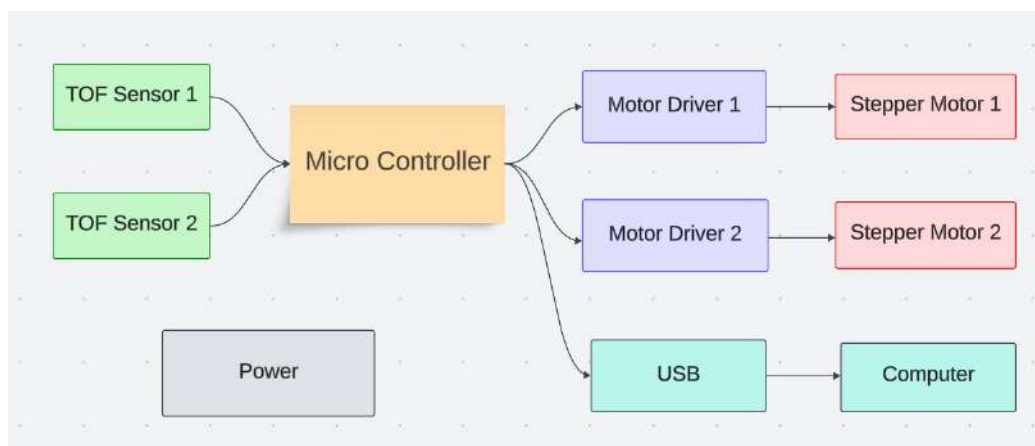 TOF Sensor 1
TOF Sensor 2
Micro Controller
Motor Driver 1
Stepper Motor 1
Motor Driver 2
Stepper Motor 2
Power
USB
Computer